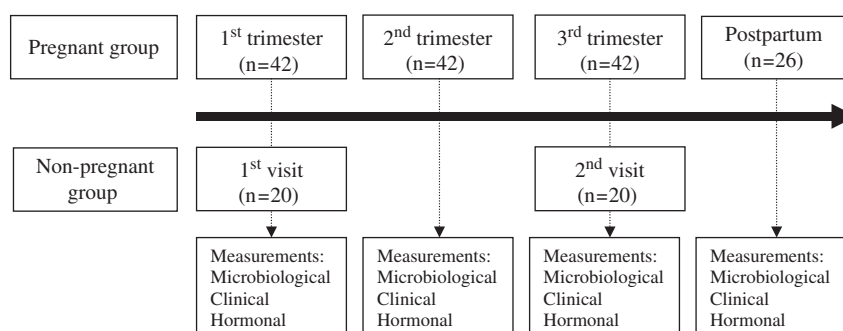 Pregnant group
1st trimester
(n=42)
2nd trimester
(n=42)
3rd trimester
(n=42)
Postpartum
(n=26)
Non-pregnant
group
1st visit
(n=20)
2nd visit
(n=20)
Measurements:
Microbiological
Clinical
Hormonal
Measurements:
Microbiological
Clinical
Hormonal
Measurements:
Microbiological
Clinical
Hormonal
Measurements:
Microbiological
Clinical
Hormonal